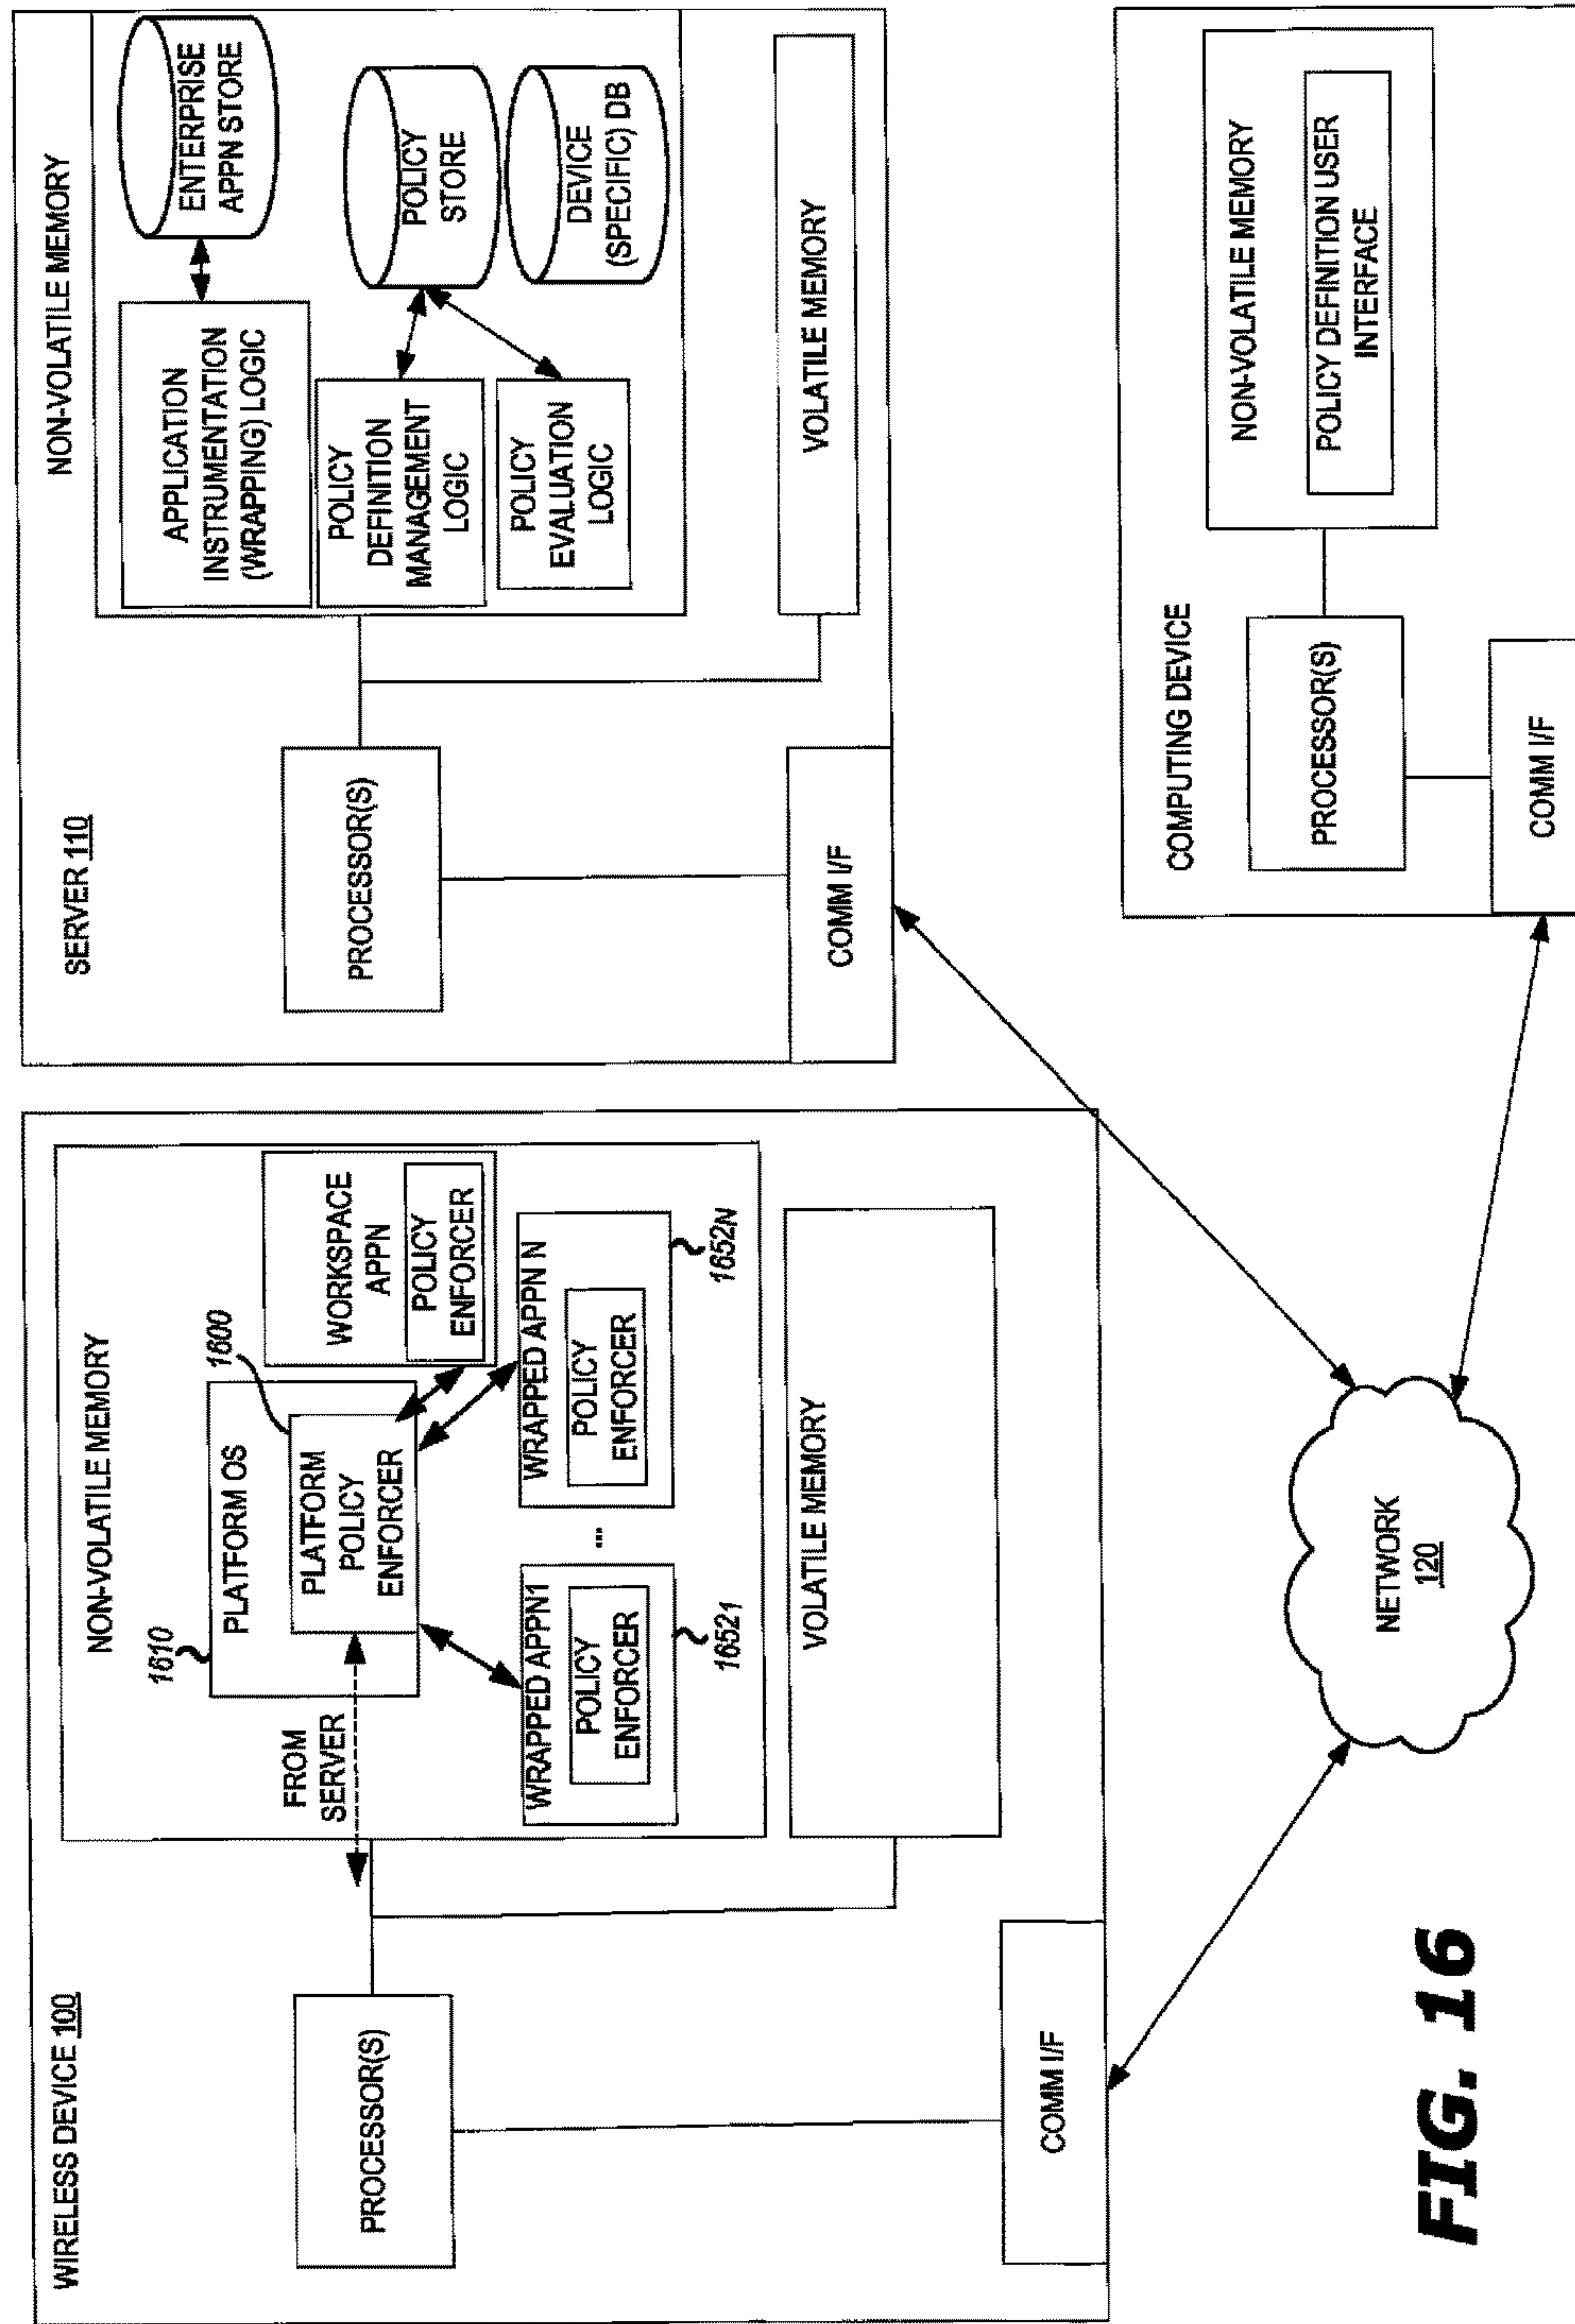 WIRELESS DEVICE 100
PROCESSOR(S)
COMM I/F
NON-VOLATILE MEMORY
1610
PLATFORM OS
1600
PLATFORM
POLICY
ENFORCER
FROM
SERVER
WORKSPACE
APPN
POLICY
ENFORCER
WRAPPED APPN1
POLICY
ENFORCER
1652₁
...
WRAPPED APPN N
POLICY
ENFORCER
1652N
VOLATILE MEMORY
SERVER 110
PROCESSOR(S)
COMM I/F
NON-VOLATILE MEMORY
APPLICATION
INSTRUMENTATION
(WRAPPING) LOGIC
ENTERPRISE
APPN STORE
POLICY
DEFINITION
MANAGEMENT
LOGIC
POLICY
STORE
POLICY
EVALUATION
LOGIC
DEVICE
(SPECIFIC) DB
VOLATILE MEMORY
NETWORK
120
COMPUTING DEVICE
PROCESSOR(S)
COMM I/F
NON-VOLATILE MEMORY
POLICY DEFINITION USER
INTERFACE
FIG. 16